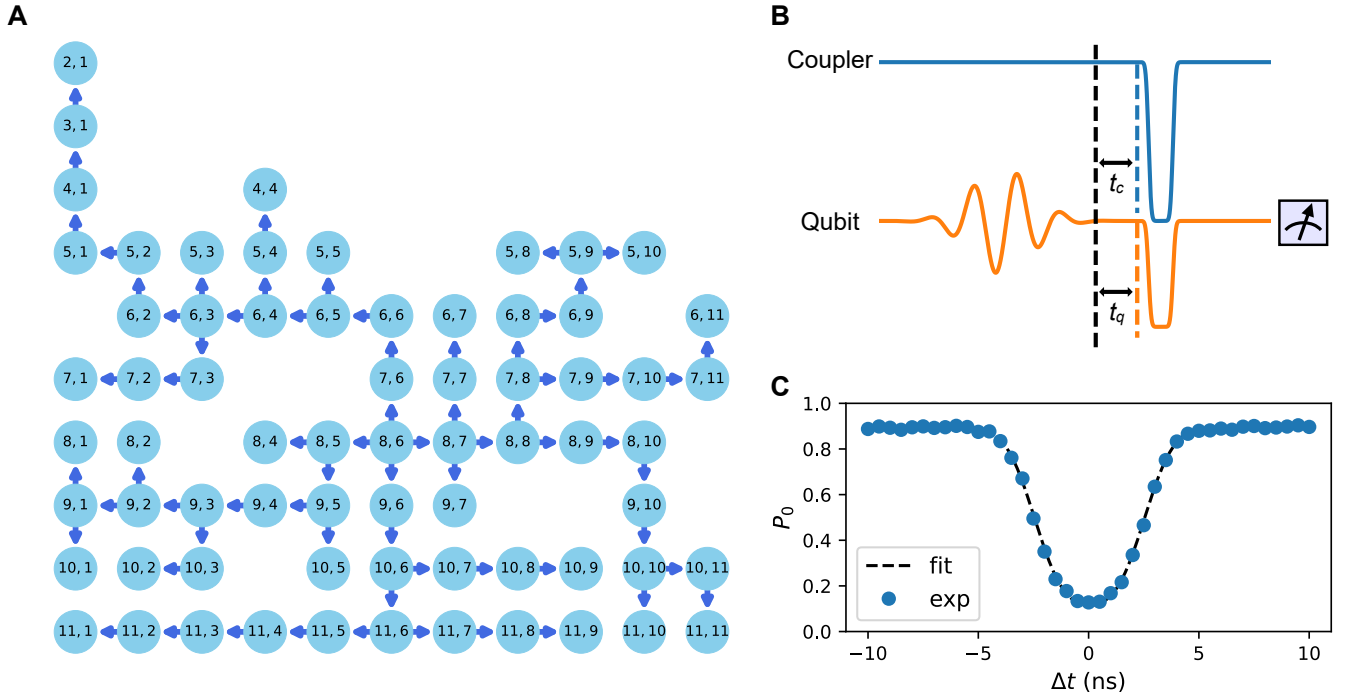 A
2, 1
3, 1
4, 1 4, 4
5, 1 5, 2 5, 3 5, 4 5, 5 5, 8 5, 9 5, 10
6, 2 6, 3 6, 4 6, 5 6, 6 6, 7 6, 8 6, 9 6, 11
7, 1 7, 2 7, 3 7, 6 7, 7 7, 8 7, 9 7, 10 7, 11
8, 1 8, 2 8, 4 8, 5 8, 6 8, 7 8, 8 8, 9 8, 10
9, 1 9, 2 9, 3 9, 4 9, 5 9, 6 9, 7 9, 10
10, 1 10, 2 10, 3 10, 5 10, 6 10, 7 10, 8 10, 9 10, 10 10, 11
11, 1 11, 2 11, 3 11, 4 11, 5 11, 6 11, 7 11, 8 11, 9 11, 10 11, 11
B
Coupler
t_c
Qubit
t_q
C
1.0
0.8
0.6
0.4
0.2
0.0
P_0
fit
exp
−10 −5 0 5 10
Δt (ns)